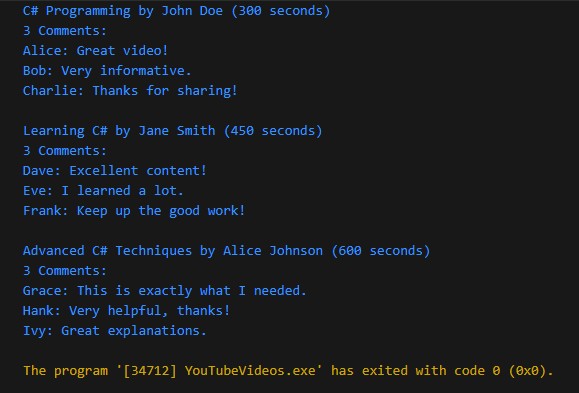 C# Programming by John Doe (300 seconds)
3 Comments:
Alice: Great video!
Bob: Very informative.
Charlie: Thanks for sharing!
Learning C# by Jane Smith (450 seconds)
3 Comments:
Dave: Excellent content!
Eve: I learned a lot.
Frank: Keep up the good work!
Advanced C# Techniques by Alice Johnson (600 seconds)
3 Comments:
Grace: This is exactly what I needed.
Hank: Very helpful, thanks!
Ivy: Great explanations.
The program '[34712] YouTubeVideos.exe' has exited with code 0 (0x0).